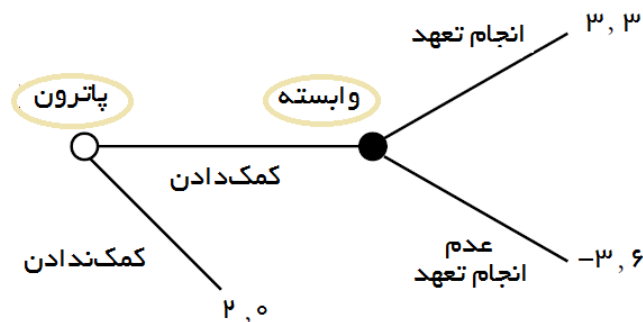 ۳ , ۳
انجام تعهد
وابسته
پاترون
کمک‌دادن
عدم
انجام تعهد
کمک‌ندادن
−۳ , ۶
۲ , ۰